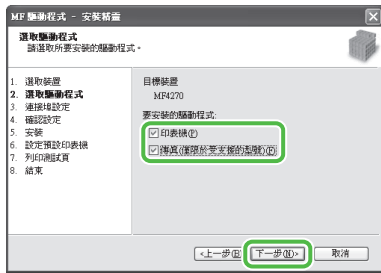 MF 驅動程式 - 安裝精靈
選取驅動程式
請選取所要安裝的驅動程式。
1. 選取裝置
2. 選取驅動程式
3. 連接埠設定
4. 確認設定
5. 安裝
6. 設定預設印表機
7. 列印測試頁
8. 結束
目標裝置
MF4270
要安裝的驅動程式:
印表機(P)
傳真(僅限於受支援的型號)(F)
<上一步(B)
下一步(N)>
取消